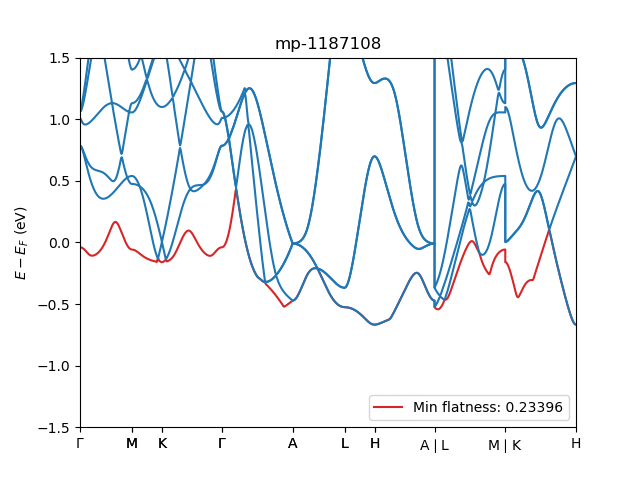 mp-1187108
E − E_F (eV)
1.5
1.0
0.5
0.0
−0.5
−1.0
−1.5
Min flatness: 0.23396
Γ M K Γ A L H A | L M | K H